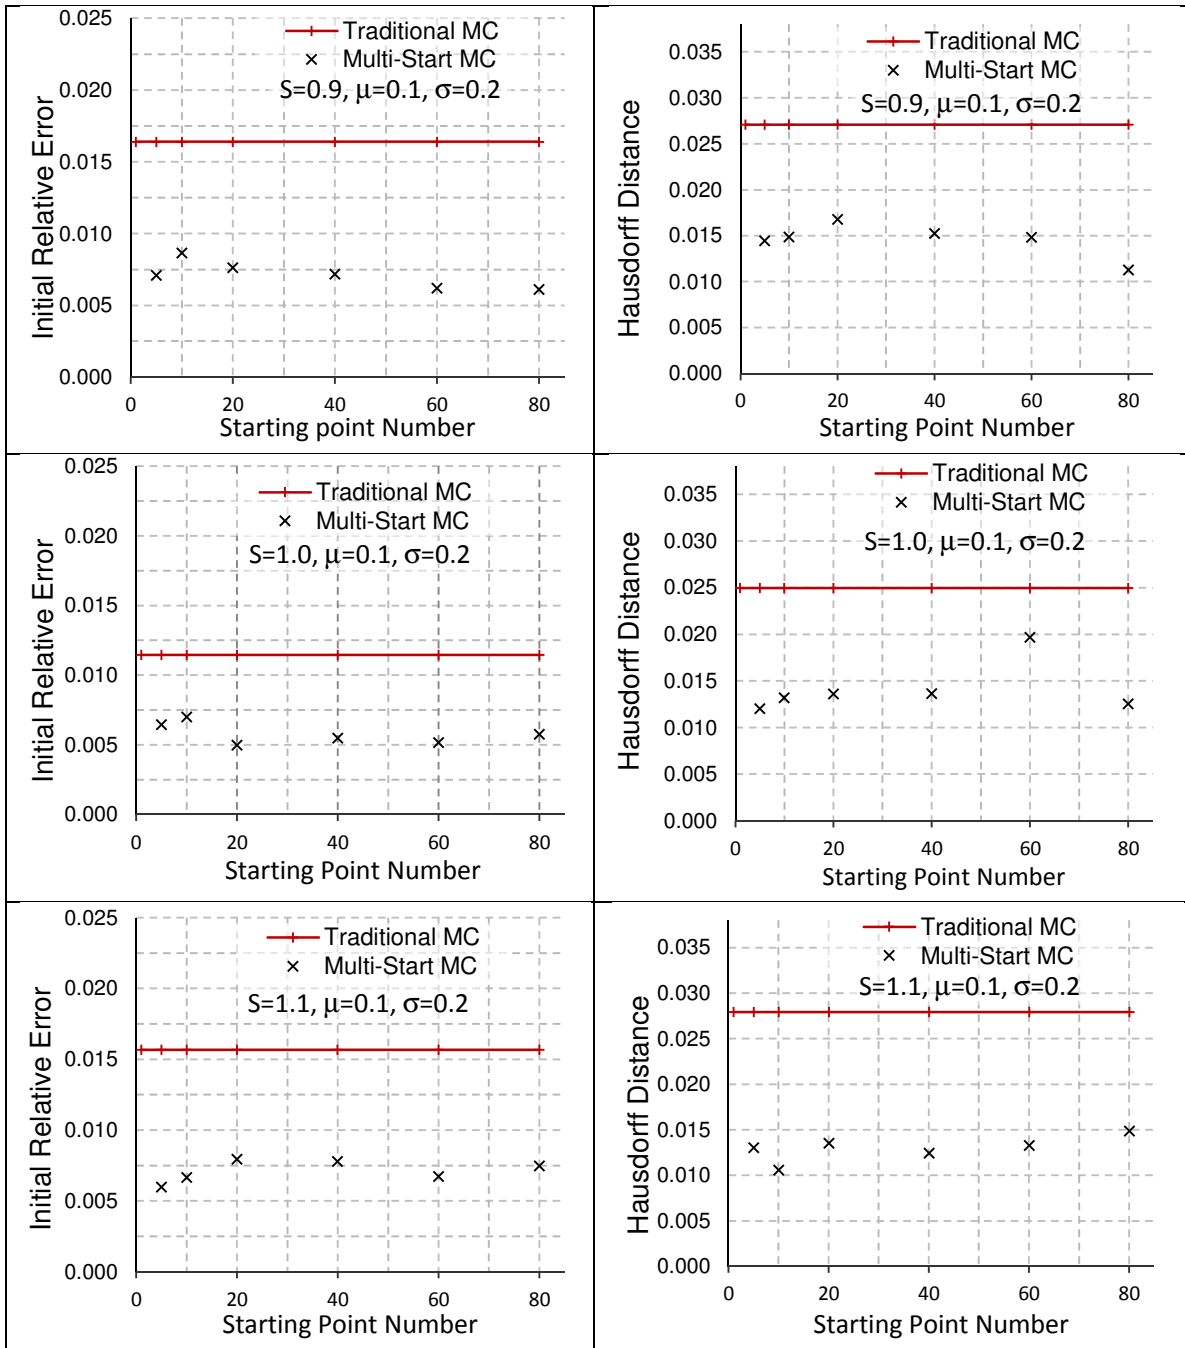 0.025
0.020
0.015
0.010
0.005
0.000
Initial Relative Error
Traditional MC
Multi-Start MC
S=0.9, μ=0.1, σ=0.2
0 20 40 60 80
Starting point Number
0.035
0.030
0.025
0.020
0.015
0.010
0.005
0.000
Hausdorff Distance
Traditional MC
Multi-Start MC
S=0.9, μ=0.1, σ=0.2
0 20 40 60 80
Starting Point Number
0.025
0.020
0.015
0.010
0.005
0.000
Initial Relative Error
Traditional MC
Multi-Start MC
S=1.0, μ=0.1, σ=0.2
0 20 40 60 80
Starting Point Number
0.035
0.030
0.025
0.020
0.015
0.010
0.005
0.000
Hausdorff Distance
Traditional MC
Multi-Start MC
S=1.0, μ=0.1, σ=0.2
0 20 40 60 80
Starting Point Number
0.025
0.020
0.015
0.010
0.005
0.000
Initial Relative Error
Traditional MC
Multi-Start MC
S=1.1, μ=0.1, σ=0.2
0 20 40 60 80
Starting Point Number
0.035
0.030
0.025
0.020
0.015
0.010
0.005
0.000
Hausdorff Distance
Traditional MC
Multi-Start MC
S=1.1, μ=0.1, σ=0.2
0 20 40 60 80
Starting Point Number